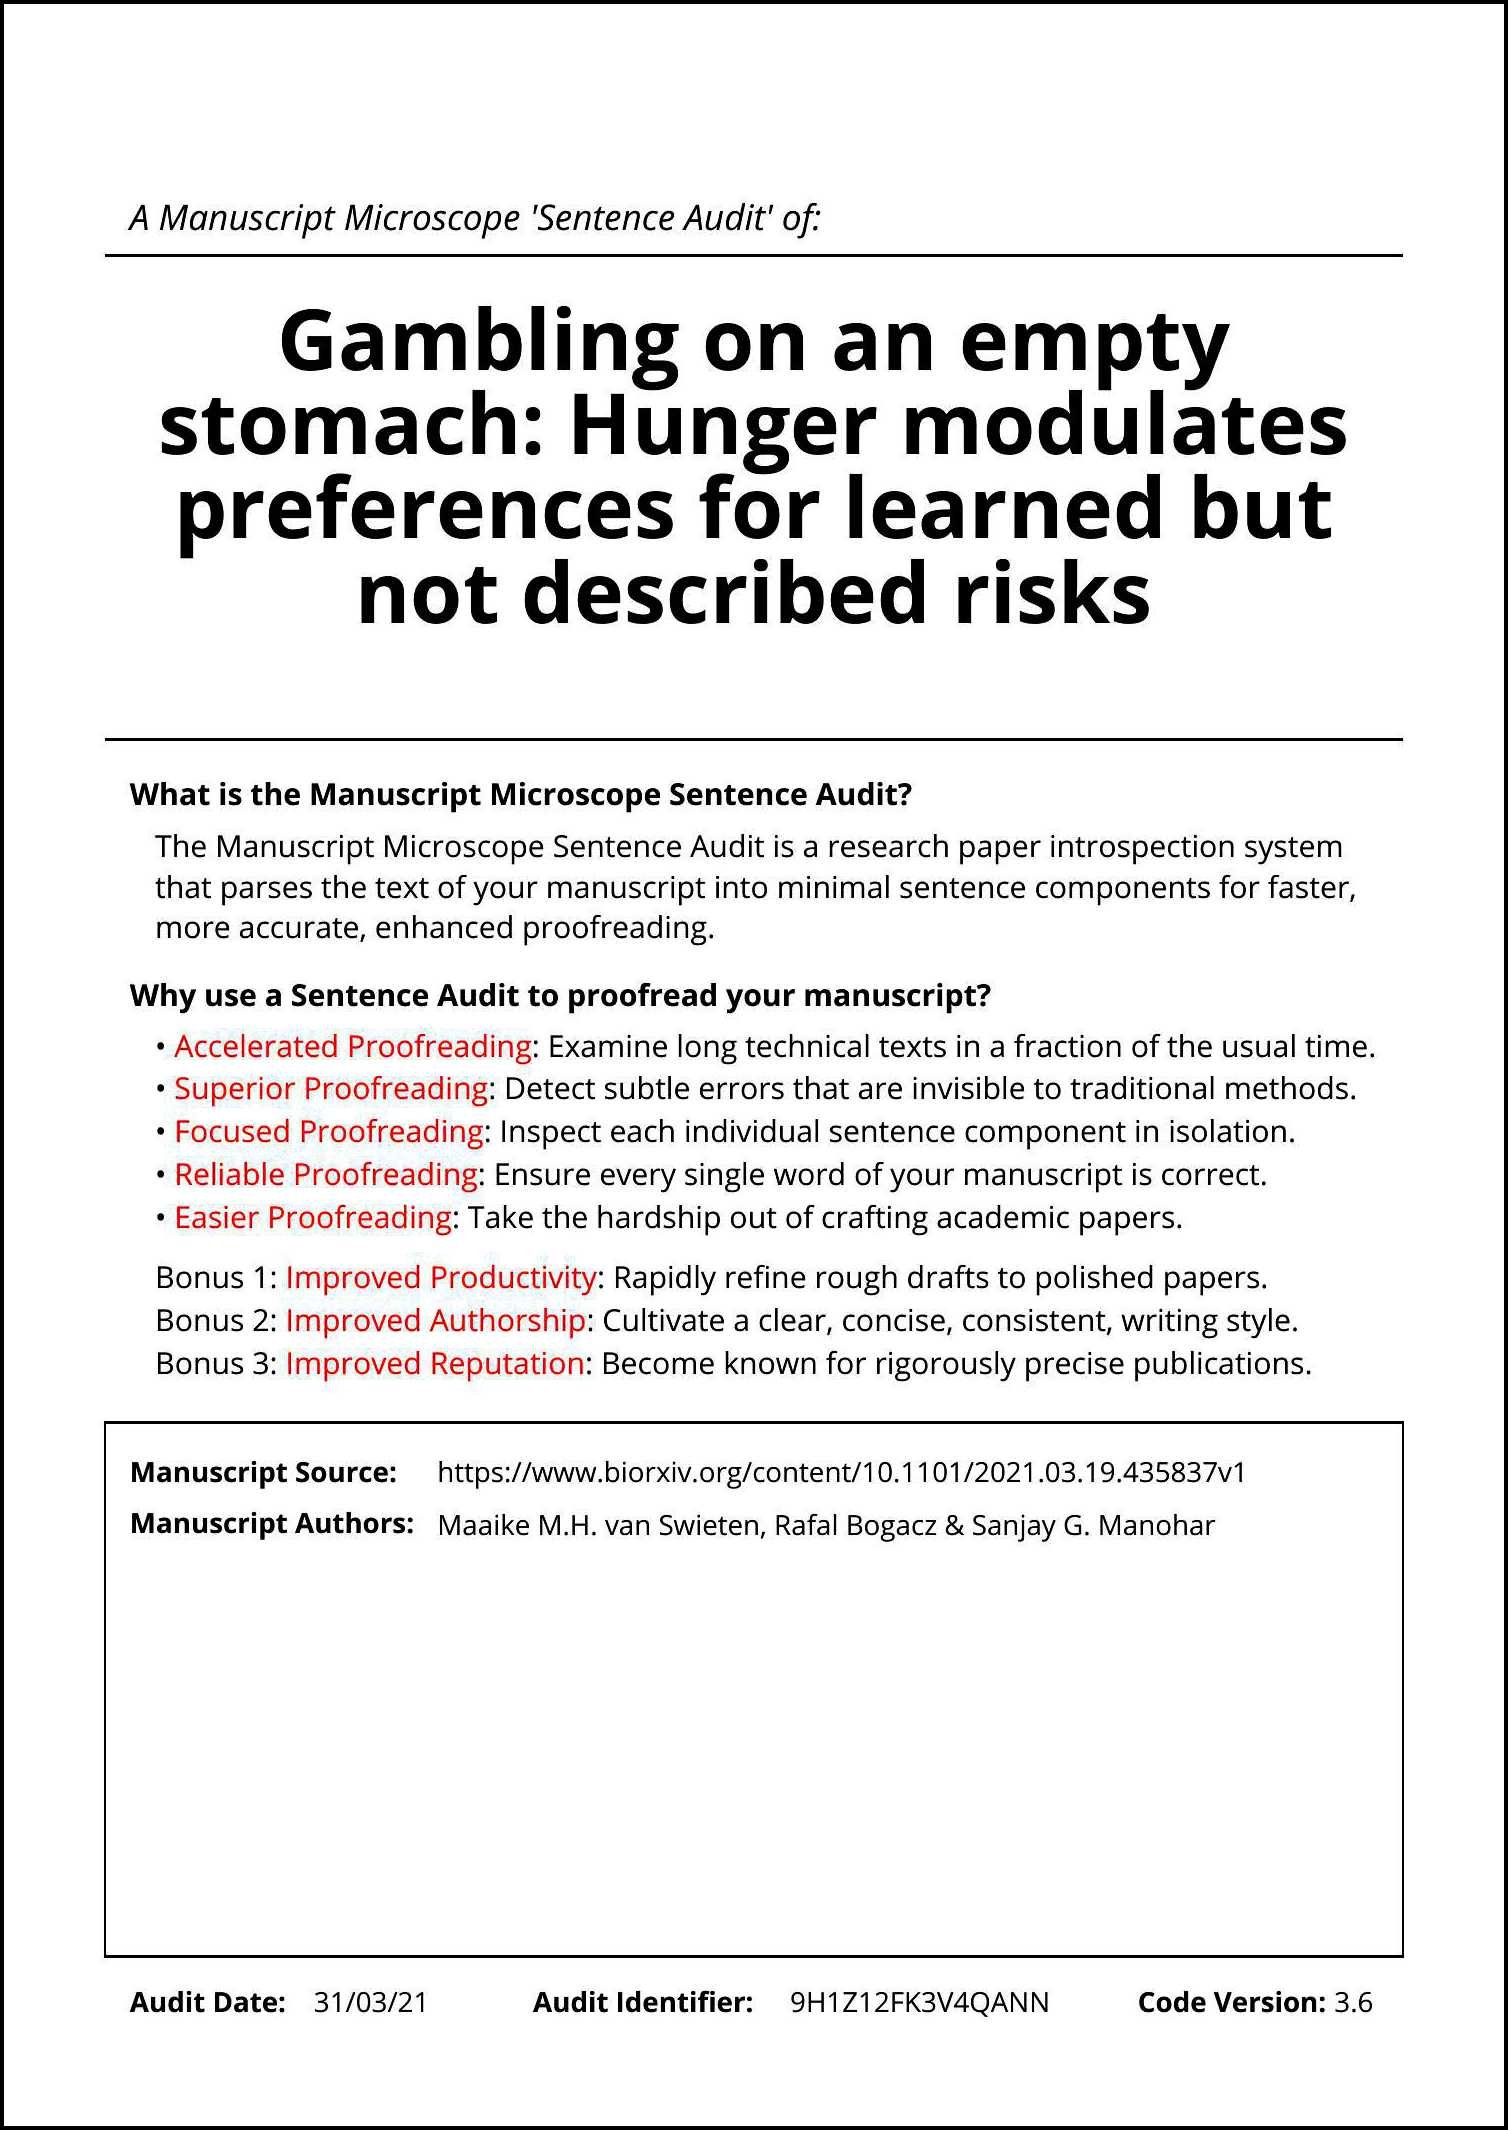 A Manuscript Microscope 'Sentence Audit' of:
Gambling on an empty
stomach: Hunger modulates
preferences for learned but
not described risks
What is the Manuscript Microscope Sentence Audit?
The Manuscript Microscope Sentence Audit is a research paper introspection system
that parses the text of your manuscript into minimal sentence components for faster,
more accurate, enhanced proofreading.
Why use a Sentence Audit to proofread your manuscript?
• Accelerated Proofreading: Examine long technical texts in a fraction of the usual time.
• Superior Proofreading: Detect subtle errors that are invisible to traditional methods.
• Focused Proofreading: Inspect each individual sentence component in isolation.
• Reliable Proofreading: Ensure every single word of your manuscript is correct.
• Easier Proofreading: Take the hardship out of crafting academic papers.
Bonus 1: Improved Productivity: Rapidly refine rough drafts to polished papers.
Bonus 2: Improved Authorship: Cultivate a clear, concise, consistent, writing style.
Bonus 3: Improved Reputation: Become known for rigorously precise publications.
Manuscript Source: https://www.biorxiv.org/content/10.1101/2021.03.19.435837v1
Manuscript Authors: Maaike M.H. van Swieten, Rafal Bogacz & Sanjay G. Manohar
Audit Date: 31/03/21 Audit Identifier: 9H1Z12FK3V4QANN Code Version: 3.6